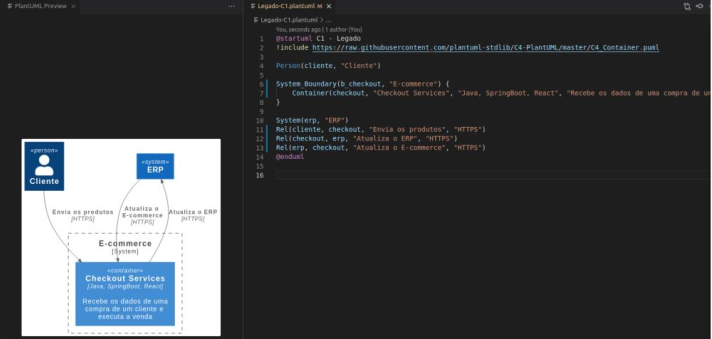 PlantUML Preview
Legado-C1.plantuml M
Legado-C1.plantuml > ...
You, seconds ago | 1 author (You)
1 @startuml C1 - Legado
2 !include https://raw.githubusercontent.com/plantuml-stdlib/C4-PlantUML/master/C4_Container.puml
3
4 Person(cliente, "Cliente")
5
6 System_Boundary(b_checkout, "E-commerce") {
7 Container(checkout, "Checkout Services", "Java, SpringBoot, React", "Recebe os dados de uma compra de um
8 }
9
10 System(erp, "ERP")
11 Rel(cliente, checkout, "Envia os produtos", "HTTPS")
12 Rel(checkout, erp, "Atualiza o ERP", "HTTPS")
13 Rel(erp, checkout, "Atualiza o E-commerce", "HTTPS")
14 @enduml
15
16
«person»
Cliente
«system»
ERP
Envia os produtos
[HTTPS]
Atualiza o
E-commerce
[HTTPS]
Atualiza o ERP
[HTTPS]
E-commerce
[System]
«container»
Checkout Services
[Java, SpringBoot, React]
Recebe os dados de uma
compra de um cliente e
executa a venda